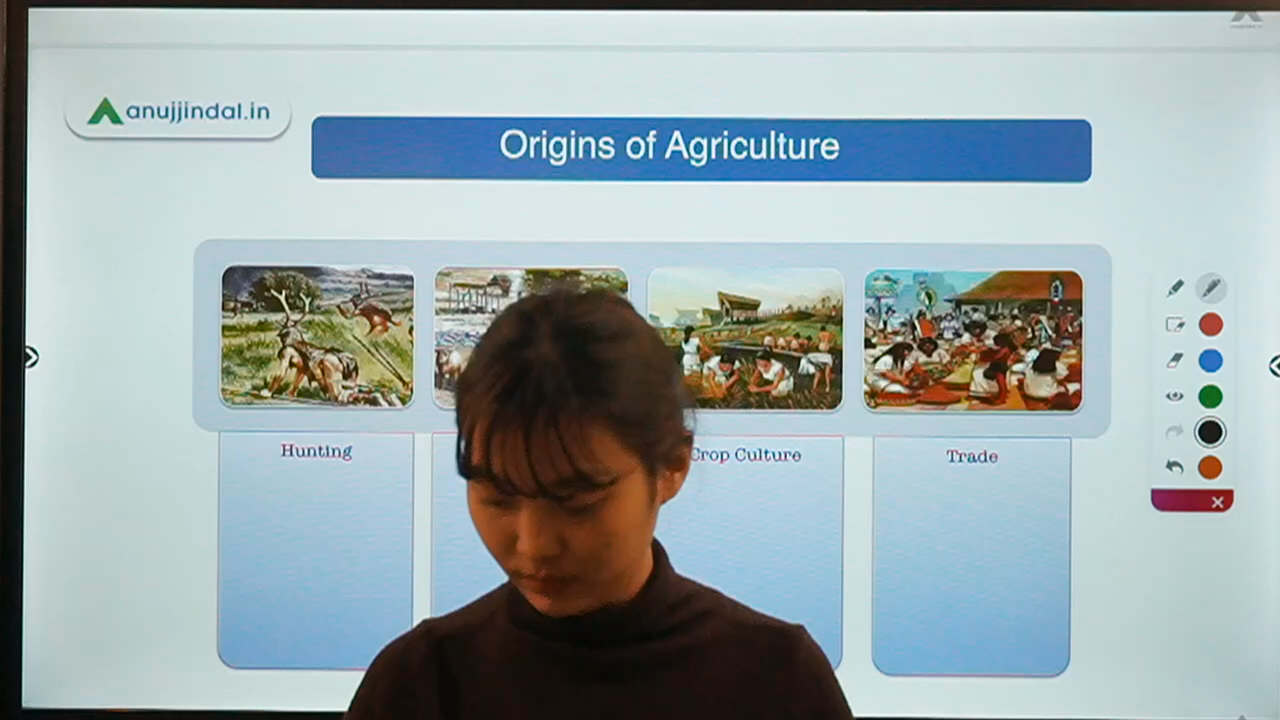 anujjindal.in
Origins of Agriculture
Hunting
Crop Culture
Trade